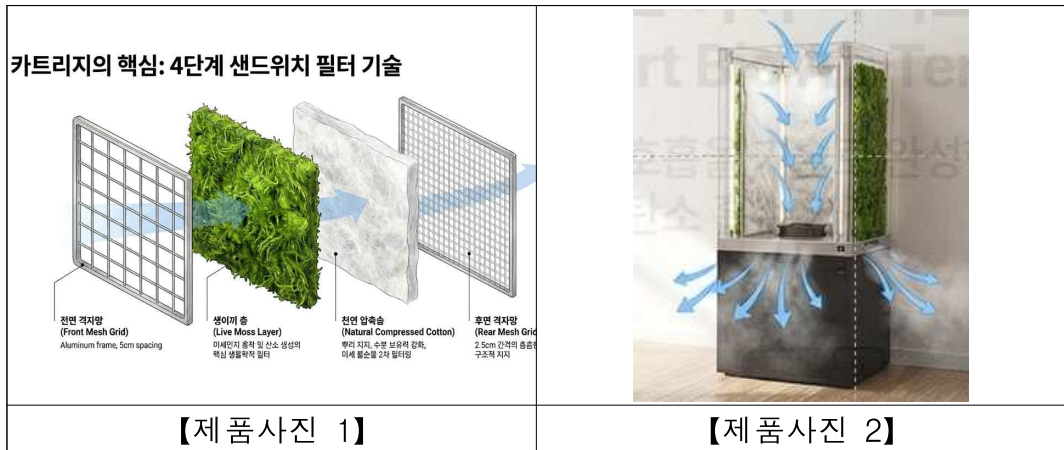 카트리지의 핵심: 4단계 샌드위치 필터 기술
전면 격자망
(Front Mesh Grid)
Aluminum frame, 5cm spacing
생이끼 층
(Live Moss Layer)
미세먼지 흡착 및 산소 생성의
핵심 생물학적 필터
천연 압축솜
(Natural Compressed Cotton)
뿌리 지지, 수분 보유력 강화,
미세 불순물 2차 필터링
후면 격자망
(Rear Mesh Grid
2.5cm 간격의 촘촘한
구조적 지지
【제품사진 1】
【제품사진 2】